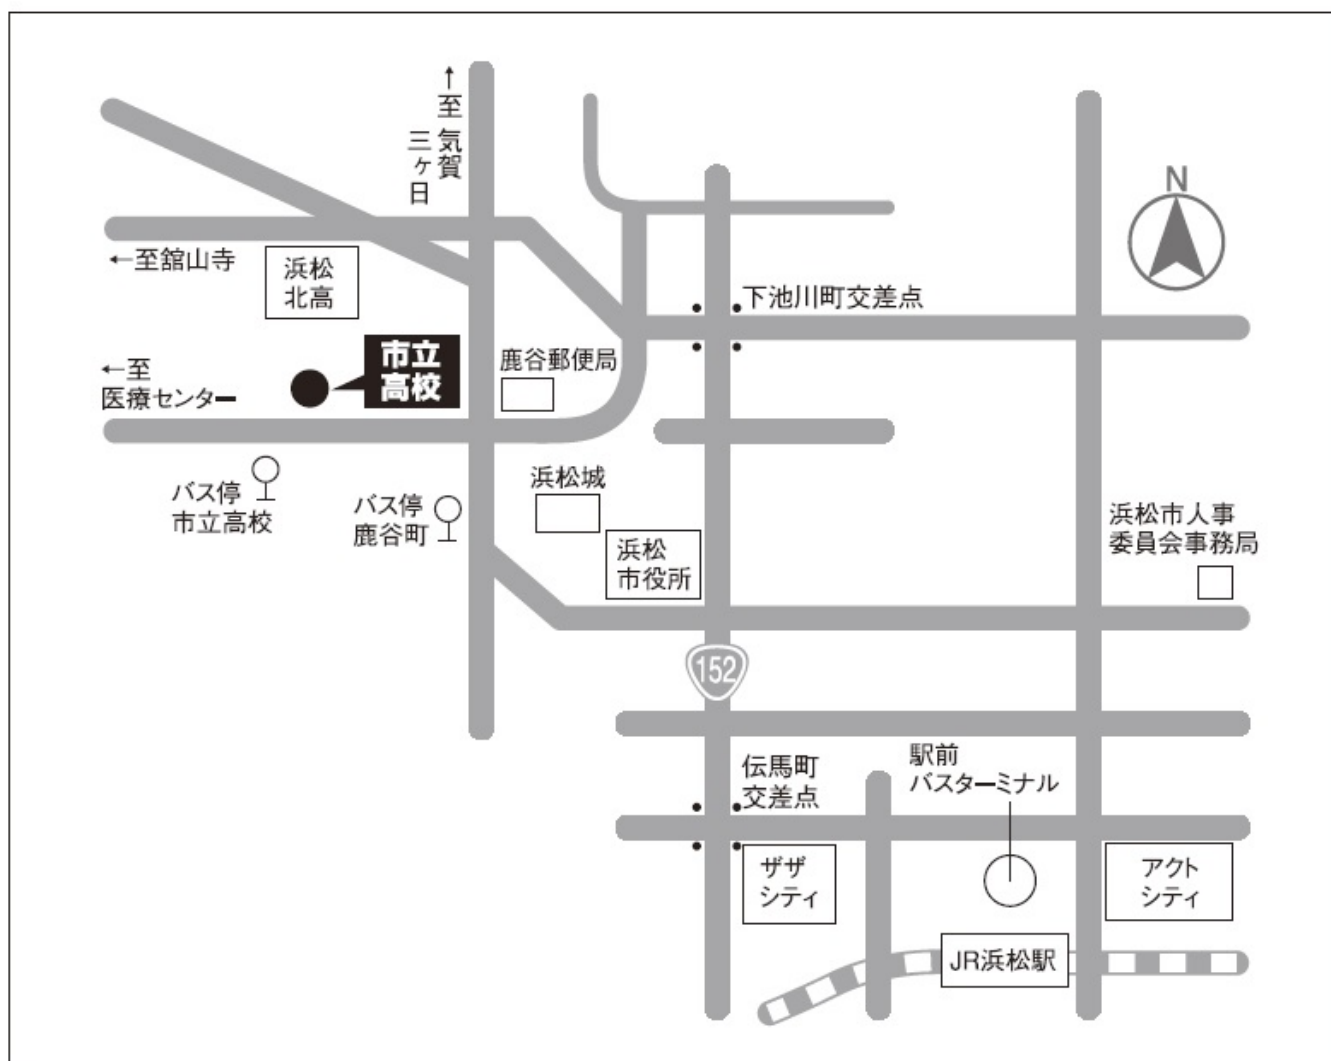 ↑至 気賀
三ヶ日
N
←至舘山寺
浜松
北高
下池川町交差点
市立
高校
鹿谷郵便局
←至
医療センター
バス停
市立高校
バス停
鹿谷町
浜松城
浜松
市役所
浜松市人事
委員会事務局
152
伝馬町
交差点
駅前
バスターミナル
ザザ
シティ
アクト
シティ
JR浜松駅